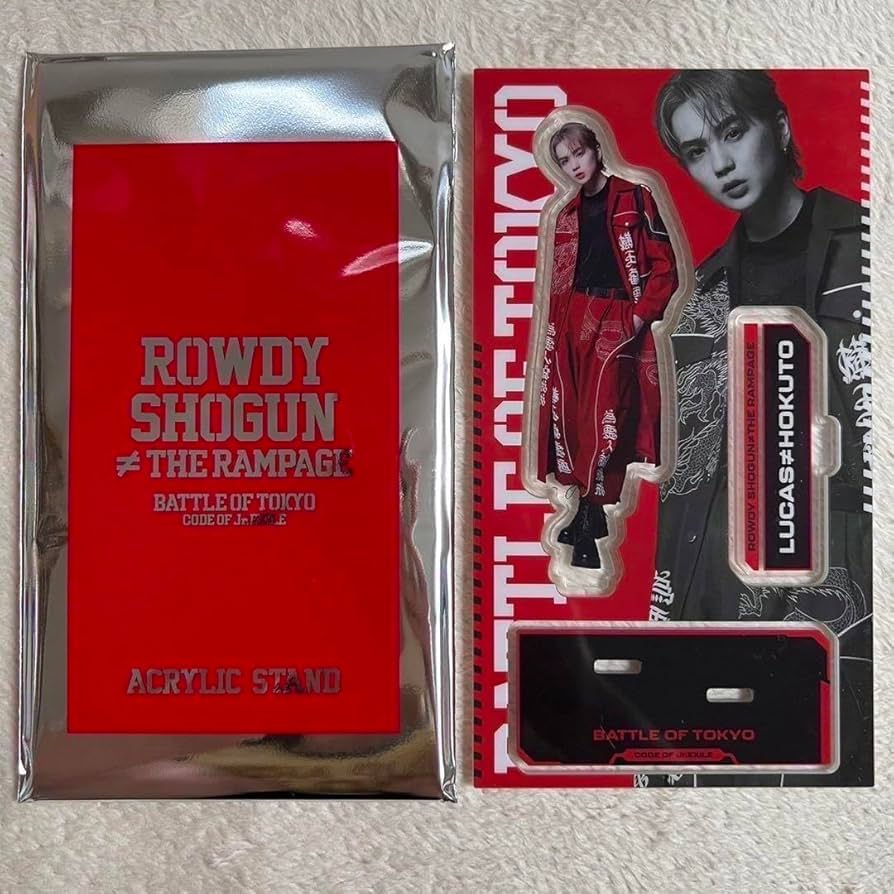 ROWDY
SHOGUN
≠ THE RAMPAGE
BATTLE OF TOKYO
CODE OF Jr.EXILE
ACRYLIC STAND
BATTLE OF TOKYO
ROWDY SHOGUN≠THE RAMPAGE
LUCAS≠HOKUTO
BATTLE OF TOKYO
CODE OF Jr.EXILE